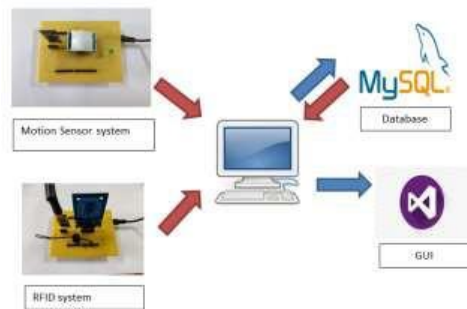 Motion Sensor system
MySQL
Database
GUI
RFID system